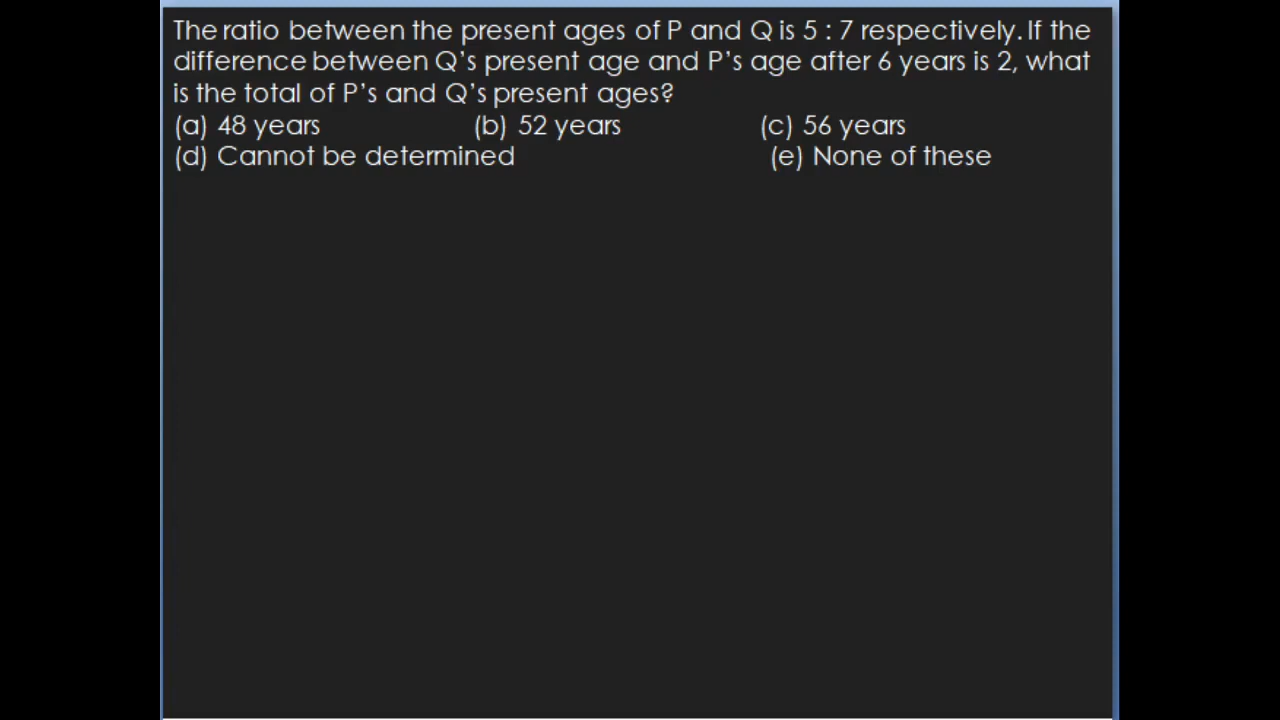 The ratio between the present ages of P and Q is 5 : 7 respectively. If the
difference between Q’s present age and P’s age after 6 years is 2, what
is the total of P’s and Q’s present ages?
(a) 48 years (b) 52 years (c) 56 years
(d) Cannot be determined (e) None of these